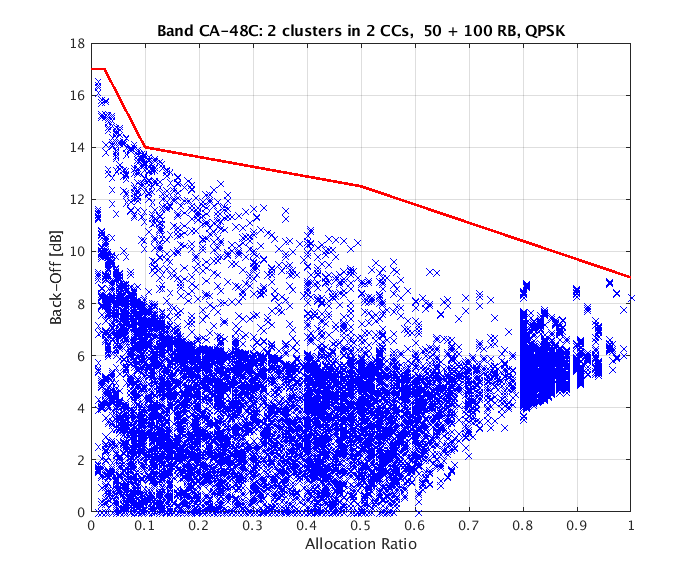 Band CA-48C: 2 clusters in 2 CCs, 50 + 100 RB, QPSK
18
16
14
12
10
8
6
4
2
0
Back-Off [dB]
0 0.1 0.2 0.3 0.4 0.5 0.6 0.7 0.8 0.9 1
Allocation Ratio